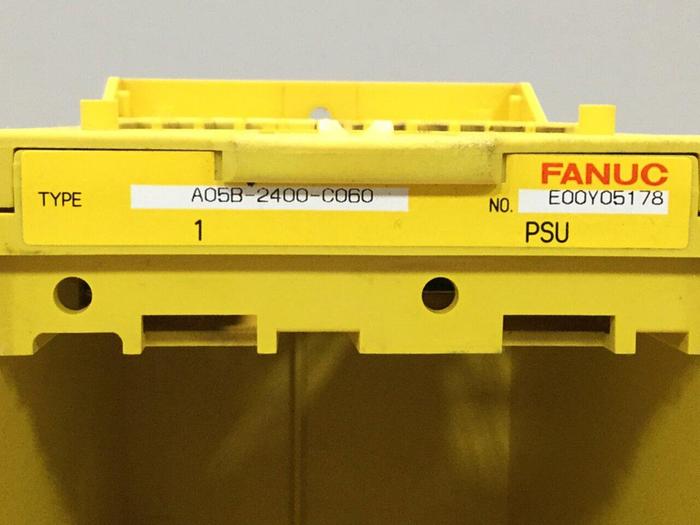 FANUC
TYPE A05B-2400-C060 NO. E00Y05178
1 PSU